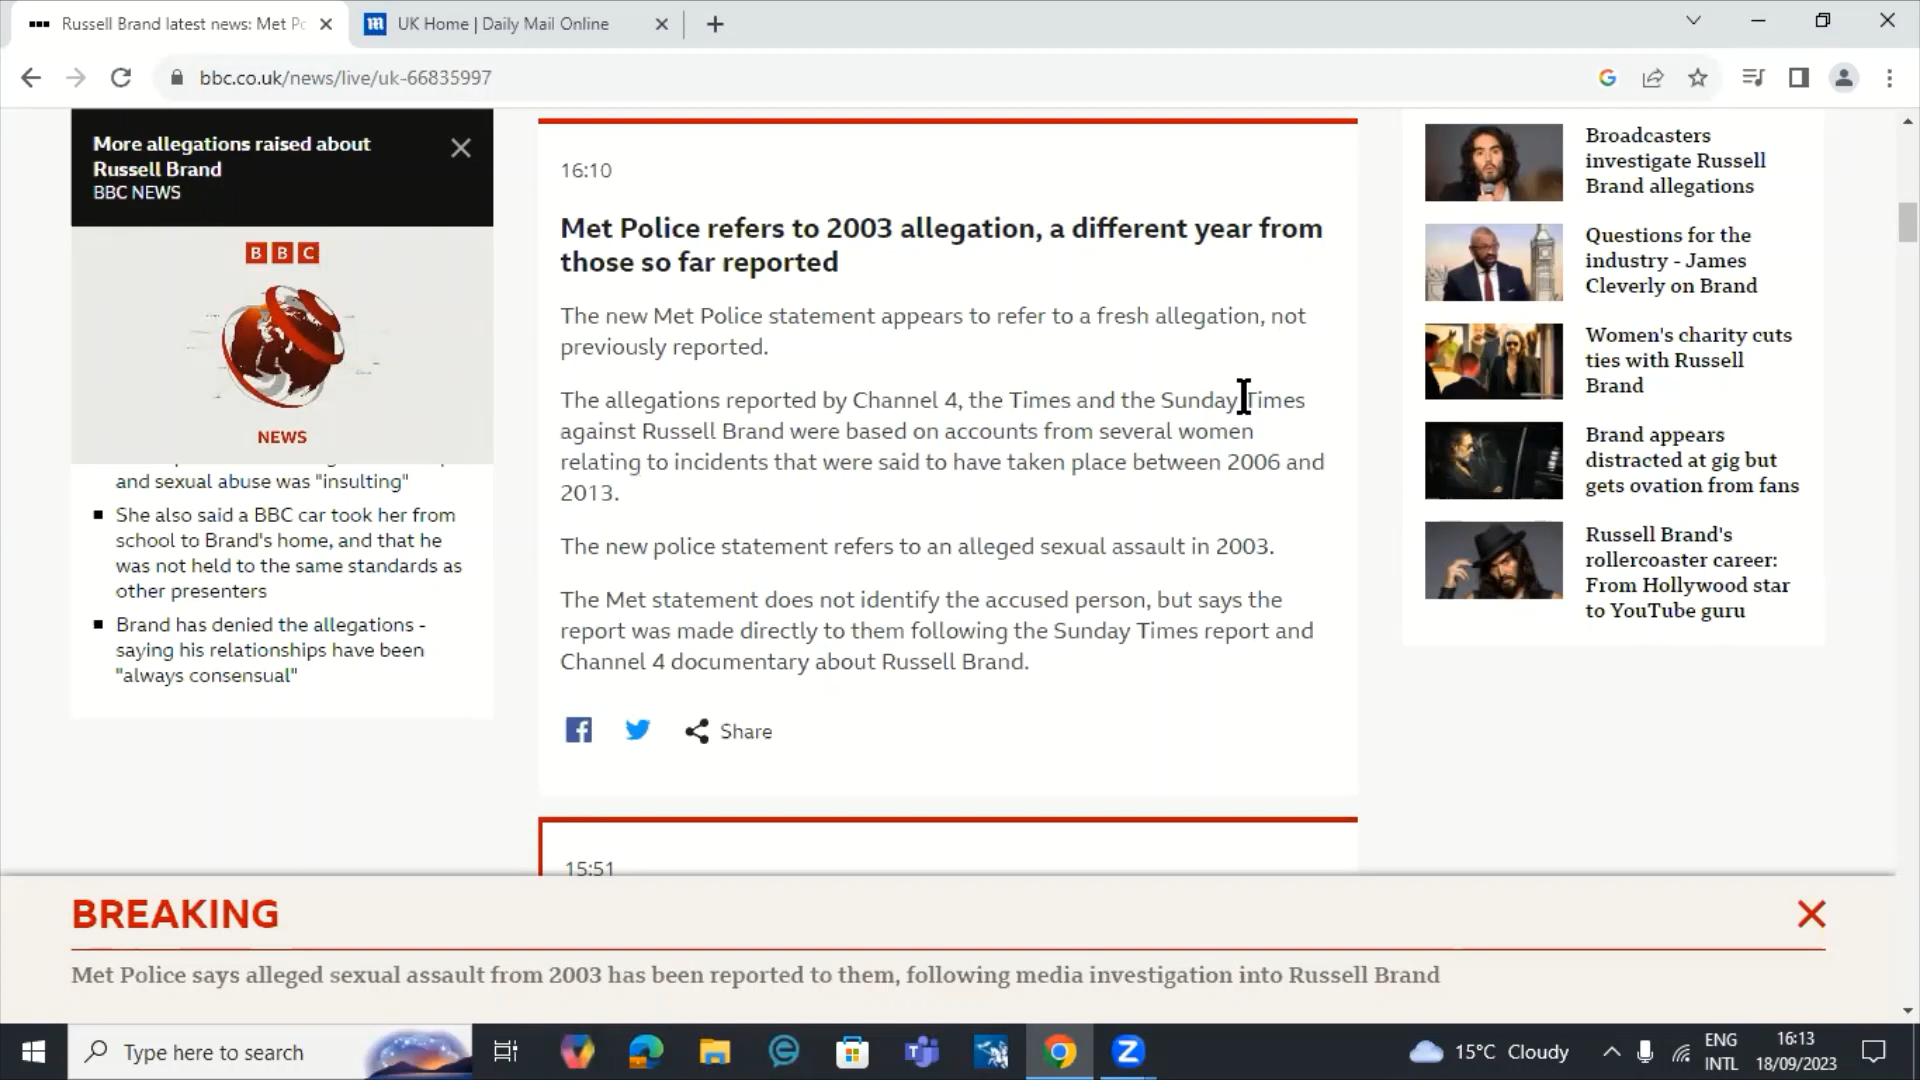 Russell Brand latest news: Met Po
UK Home | Daily Mail Online
bbc.co.uk/news/live/uk-66835997
More allegations raised about
Russell Brand
BBC NEWS
BBC
NEWS
and sexual abuse was "insulting"
She also said a BBC car took her from
school to Brand's home, and that he
was not held to the same standards as
other presenters
Brand has denied the allegations -
saying his relationships have been
"always consensual"
16:10
Met Police refers to 2003 allegation, a different year from
those so far reported
The new Met Police statement appears to refer to a fresh allegation, not
previously reported.
The allegations reported by Channel 4, the Times and the Sunday Times
against Russell Brand were based on accounts from several women
relating to incidents that were said to have taken place between 2006 and
2013.
The new police statement refers to an alleged sexual assault in 2003.
The Met statement does not identify the accused person, but says the
report was made directly to them following the Sunday Times report and
Channel 4 documentary about Russell Brand.
Share
15:51
Broadcasters
investigate Russell
Brand allegations
Questions for the
industry - James
Cleverly on Brand
Women's charity cuts
ties with Russell
Brand
Brand appears
distracted at gig but
gets ovation from fans
Russell Brand's
rollercoaster career:
From Hollywood star
to YouTube guru
BREAKING
Met Police says alleged sexual assault from 2003 has been reported to them, following media investigation into Russell Brand
Type here to search
15°C Cloudy
ENG
INTL
16:13
18/09/2023